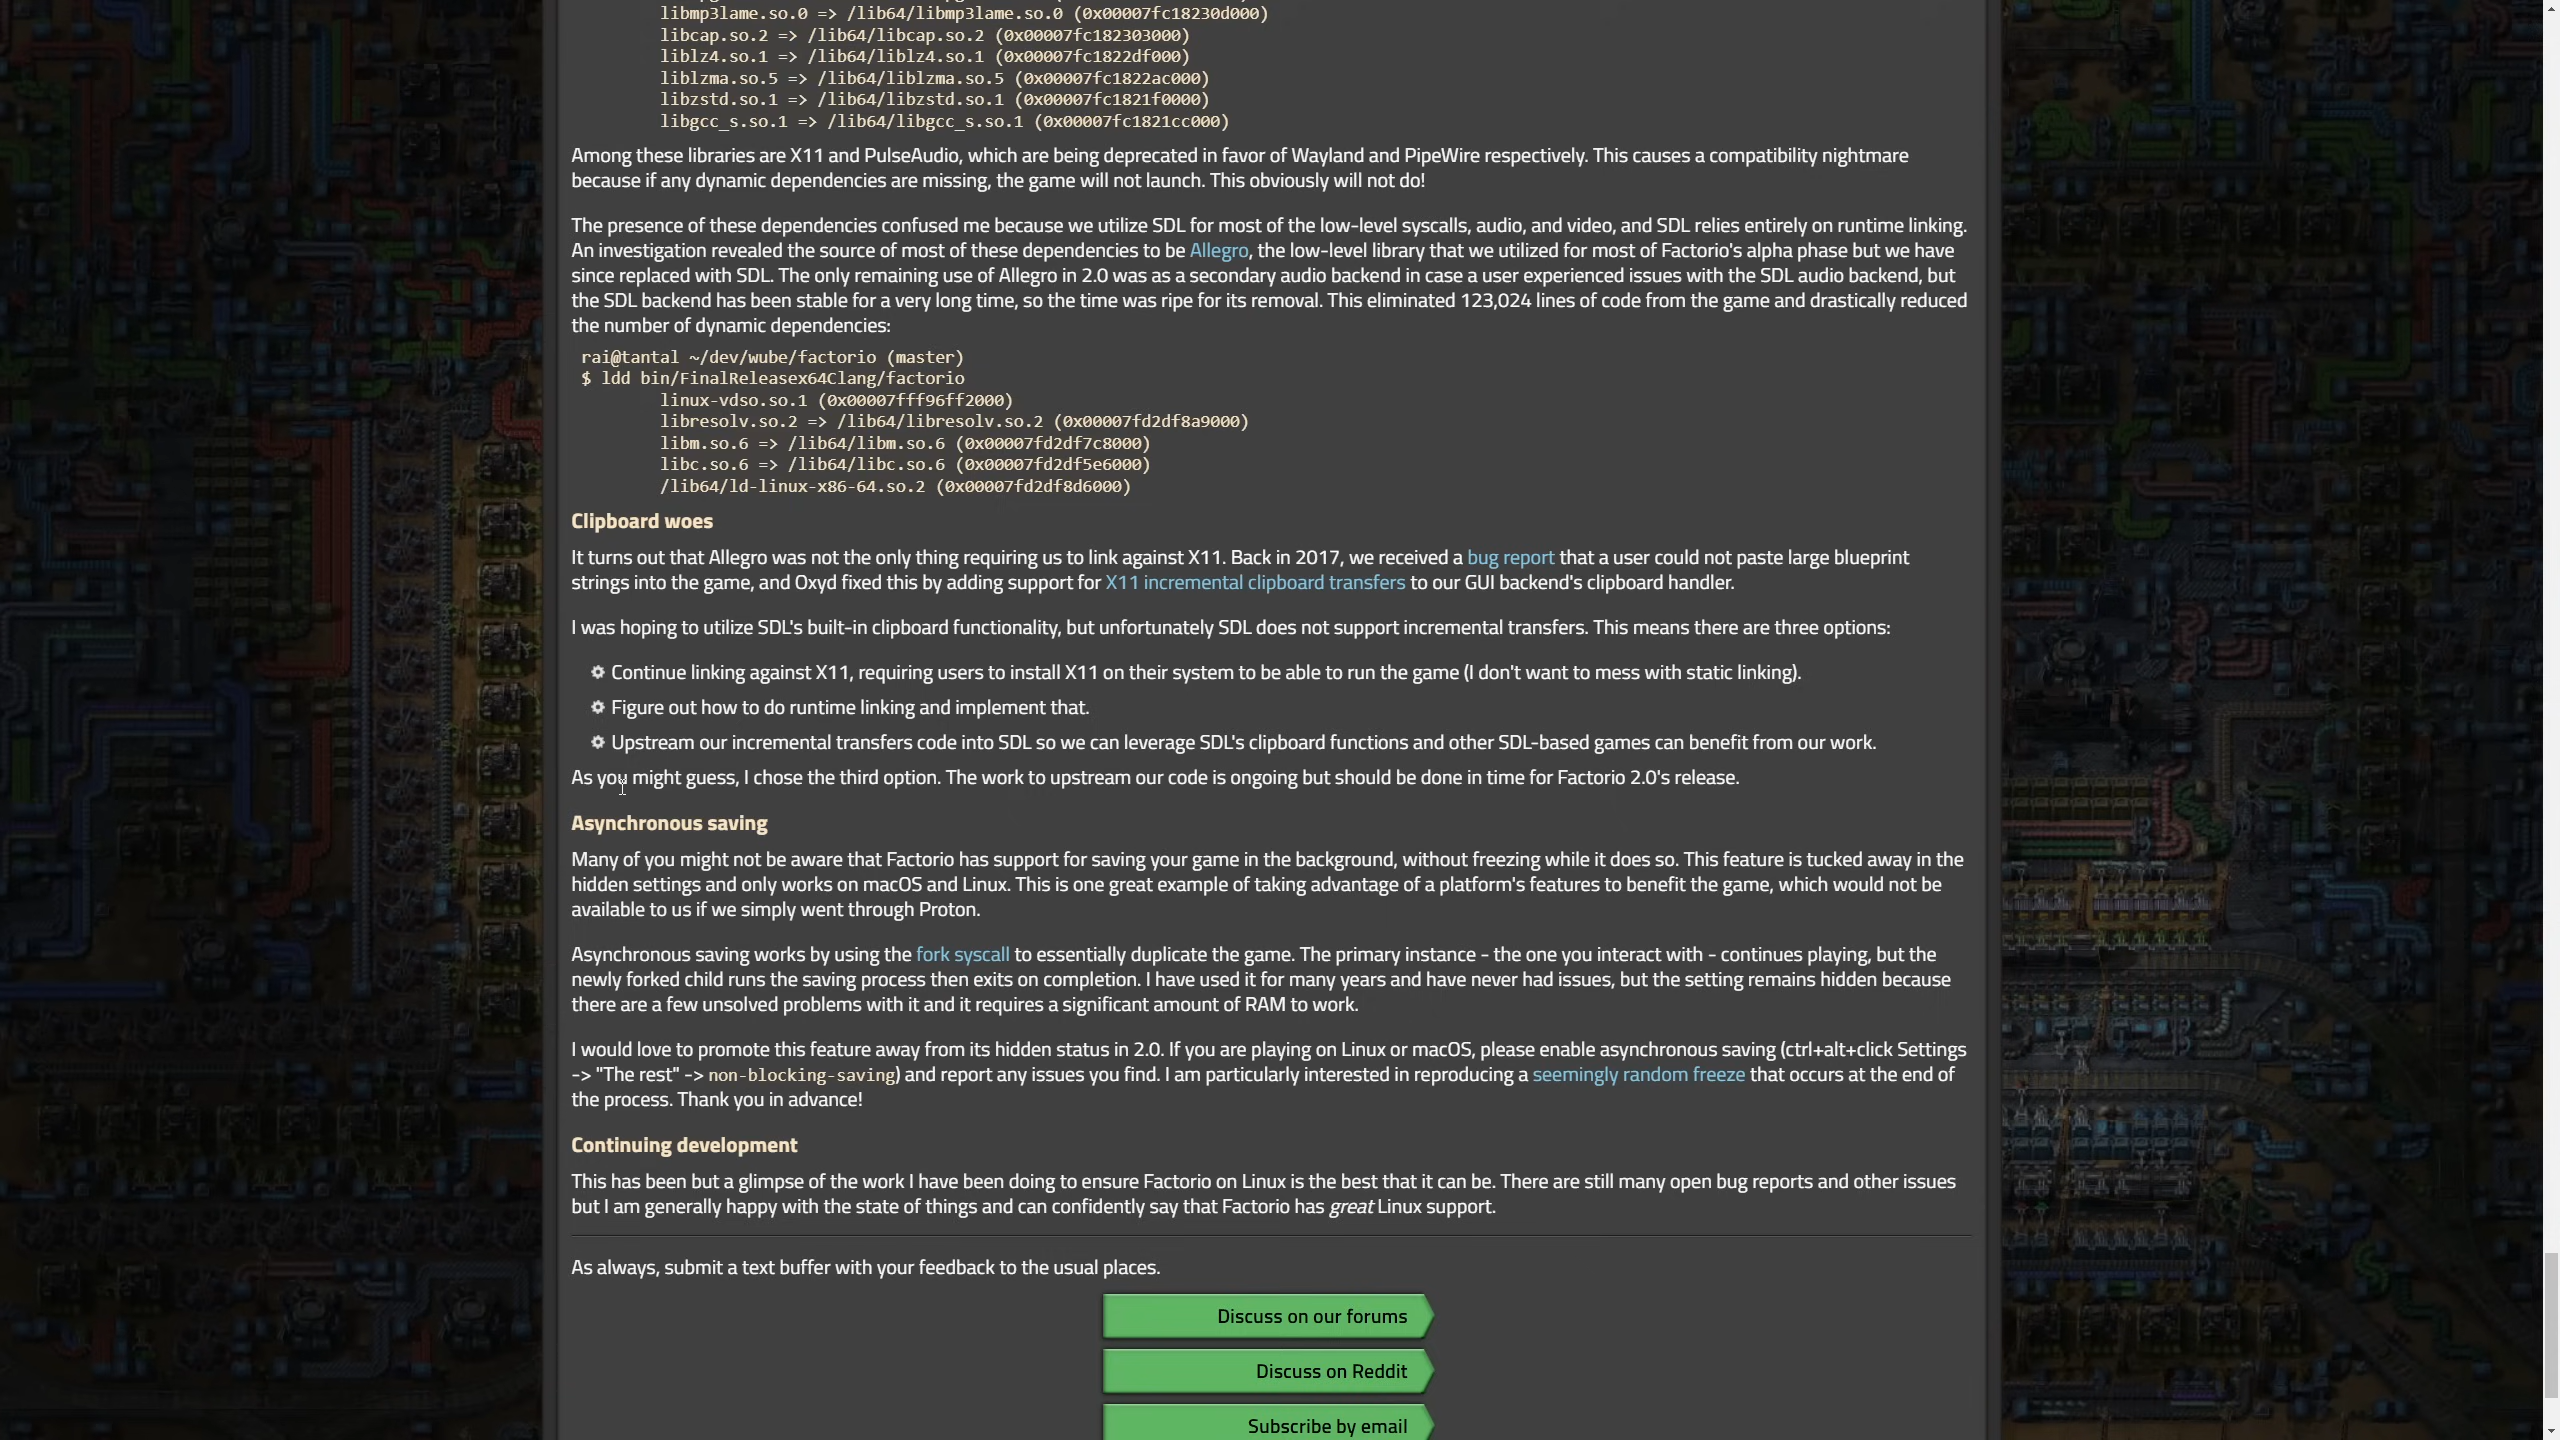 libmp3lame.so.0 => /lib64/libmp3lame.so.0 (0x00007fc18230d000)
libcap.so.2 => /lib64/libcap.so.2 (0x00007fc182303000)
liblz4.so.1 => /lib64/liblz4.so.1 (0x00007fc1822df000)
liblzma.so.5 => /lib64/liblzma.so.5 (0x00007fc1822ac000)
libzstd.so.1 => /lib64/libzstd.so.1 (0x00007fc1821f0000)
libgcc_s.so.1 => /lib64/libgcc_s.so.1 (0x00007fc1821cc000)
Among these libraries are X11 and PulseAudio, which are being deprecated in favor of Wayland and PipeWire respectively. This causes a compatibility nightmare
because if any dynamic dependencies are missing, the game will not launch. This obviously will not do!
The presence of these dependencies confused me because we utilize SDL for most of the low-level syscalls, audio, and video, and SDL relies entirely on runtime linking.
An investigation revealed the source of most of these dependencies to be Allegro, the low-level library that we utilized for most of Factorio's alpha phase but we have
since replaced with SDL. The only remaining use of Allegro in 2.0 was as a secondary audio backend in case a user experienced issues with the SDL audio backend, but
the SDL backend has been stable for a very long time, so the time was ripe for its removal. This eliminated 123,024 lines of code from the game and drastically reduced
the number of dynamic dependencies:
rai@tantal ~/dev/wube/factorio (master)
$ ldd bin/FinalReleasex64Clang/factorio
linux-vdso.so.1 (0x00007fff96ff2000)
libresolv.so.2 => /lib64/libresolv.so.2 (0x00007fd2df8a9000)
libm.so.6 => /lib64/libm.so.6 (0x00007fd2df7c8000)
libc.so.6 => /lib64/libc.so.6 (0x00007fd2df5e6000)
/lib64/ld-linux-x86-64.so.2 (0x00007fd2df8d6000)
Clipboard woes
It turns out that Allegro was not the only thing requiring us to link against X11. Back in 2017, we received a bug report that a user could not paste large blueprint
strings into the game, and Oxyd fixed this by adding support for X11 incremental clipboard transfers to our GUI backend's clipboard handler.
I was hoping to utilize SDL's built-in clipboard functionality, but unfortunately SDL does not support incremental transfers. This means there are three options:
Continue linking against X11, requiring users to install X11 on their system to be able to run the game (I don't want to mess with static linking).
Figure out how to do runtime linking and implement that.
Upstream our incremental transfers code into SDL so we can leverage SDL's clipboard functions and other SDL-based games can benefit from our work.
As you might guess, I chose the third option. The work to upstream our code is ongoing but should be done in time for Factorio 2.0's release.
Asynchronous saving
Many of you might not be aware that Factorio has support for saving your game in the background, without freezing while it does so. This feature is tucked away in the
hidden settings and only works on macOS and Linux. This is one great example of taking advantage of a platform's features to benefit the game, which would not be
available to us if we simply went through Proton.
Asynchronous saving works by using the fork syscall to essentially duplicate the game. The primary instance - the one you interact with - continues playing, but the
newly forked child runs the saving process then exits on completion. I have used it for many years and have never had issues, but the setting remains hidden because
there are a few unsolved problems with it and it requires a significant amount of RAM to work.
I would love to promote this feature away from its hidden status in 2.0. If you are playing on Linux or macOS, please enable asynchronous saving (ctrl+alt+click Settings
-> "The rest" -> non-blocking-saving) and report any issues you find. I am particularly interested in reproducing a seemingly random freeze that occurs at the end of
the process. Thank you in advance!
Continuing development
This has been but a glimpse of the work I have been doing to ensure Factorio on Linux is the best that it can be. There are still many open bug reports and other issues
but I am generally happy with the state of things and can confidently say that Factorio has great Linux support.
As always, submit a text buffer with your feedback to the usual places.
Discuss on our forums
Discuss on Reddit
Subscribe by email